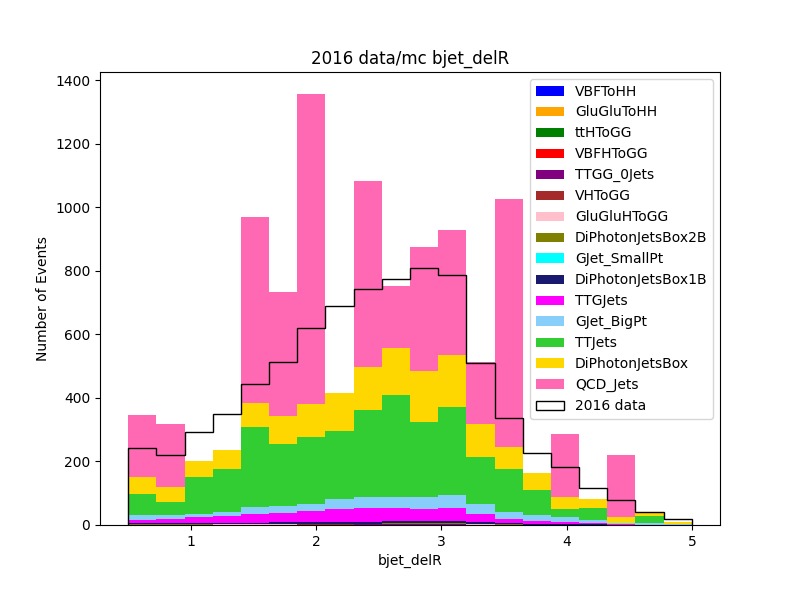 2016 data/mc bjet_delR
Number of Events
1400
1200
1000
800
600
400
200
0
1
2
3
4
5
bjet_delR
VBFToHH
GluGluToHH
ttHToGG
VBFHToGG
TTGG_0Jets
VHToGG
GluGluHToGG
DiPhotonJetsBox2B
GJet_SmallPt
DiPhotonJetsBox1B
TTGJets
GJet_BigPt
TTJets
DiPhotonJetsBox
QCD_Jets
2016 data